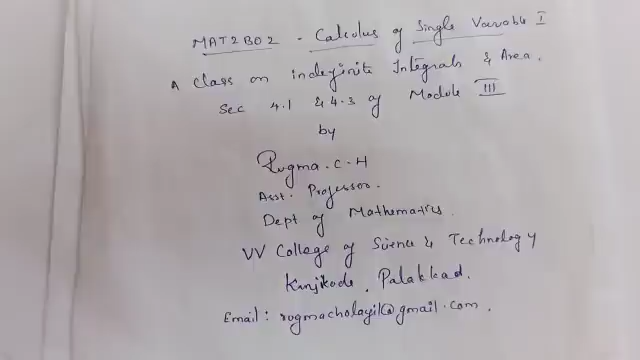 MAT2B02 - Calculus of Single Variable I
A class on indefinite Integrals & Area.
Sec 4.1 & 4.3 of Module III
by
Rugma.C.H
Asst. Professor.
Dept of Mathematics.
VV College of Science & Technology
Kanjikode, Palakkad.
Email: rugmacholayil@gmail.com.